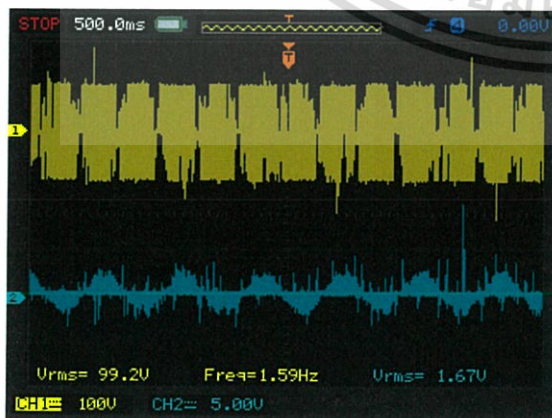 STOP 500.0ms T 4 0.00V
T
1
2
Vrms= 99.2V Freq=1.59Hz Vrms= 1.67V
CH1 100V CH2 5.00V